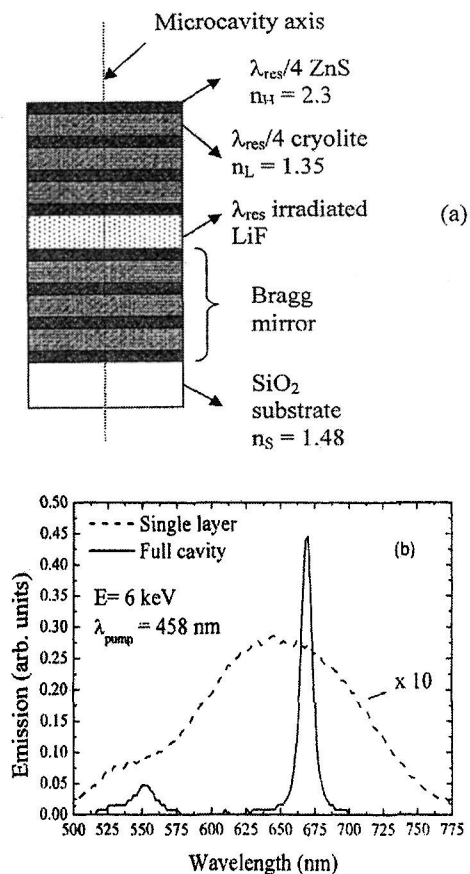 Microcavity axis
λres/4 ZnS
nH = 2.3
λres/4 cryolite
nL = 1.35
λres irradiated
LiF
(a)
Bragg
mirror
SiO2
substrate
nS = 1.48
0.50
0.45
0.40
0.35
0.30
0.25
0.20
0.15
0.10
0.05
0.00
Emission (arb. units)
Single layer
Full cavity
(b)
E= 6 keV
λpump = 458 nm
x 10
500 525 550 575 600 625 650 675 700 725 750 775
Wavelength (nm)